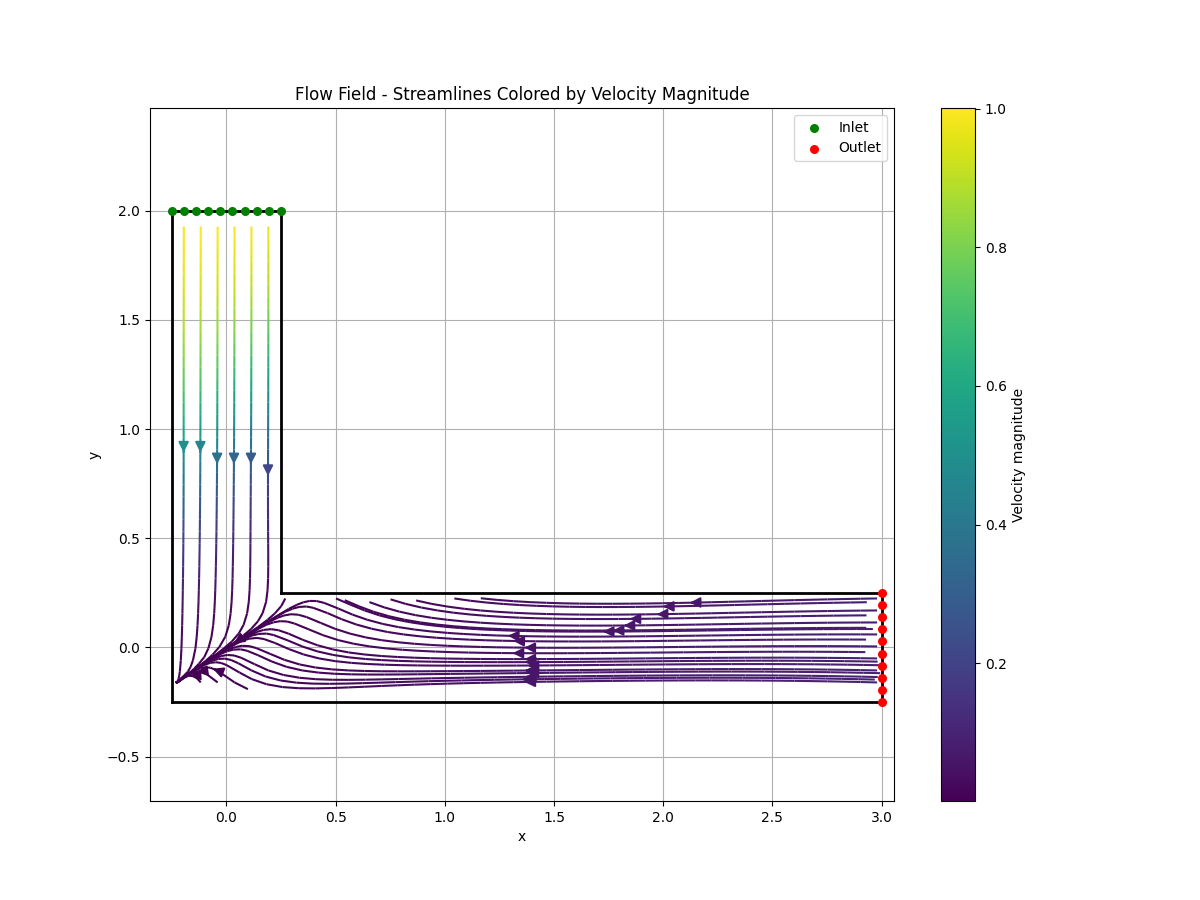 Flow Field - Streamlines Colored by Velocity Magnitude
Inlet
Outlet
2.0
1.5
1.0
0.5
0.0
−0.5
y
0.0 0.5 1.0 1.5 2.0 2.5 3.0
x
1.0
0.8
0.6
0.4
0.2
Velocity magnitude